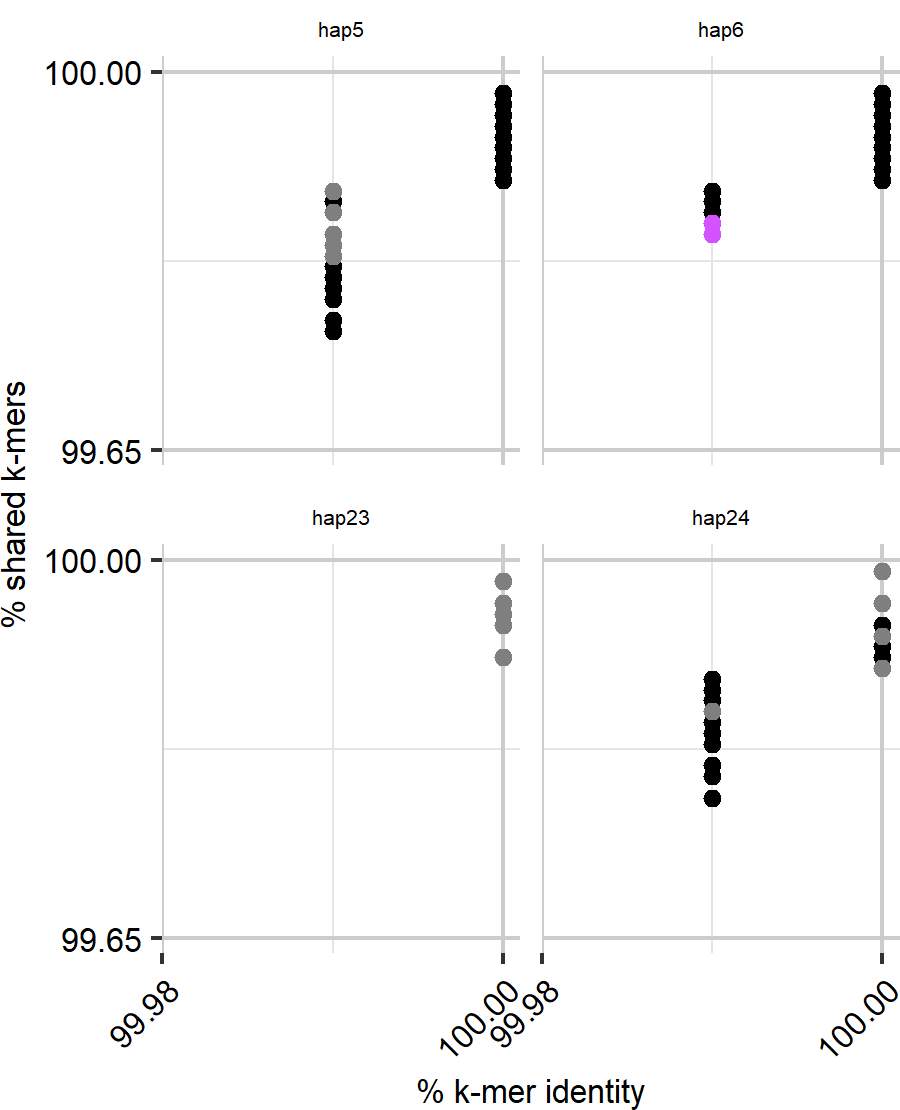 hap5
hap6
100.00
99.65
% shared k-mers
hap23
hap24
100.00
99.65
99.98
100.00
99.98
100.00
% k-mer identity